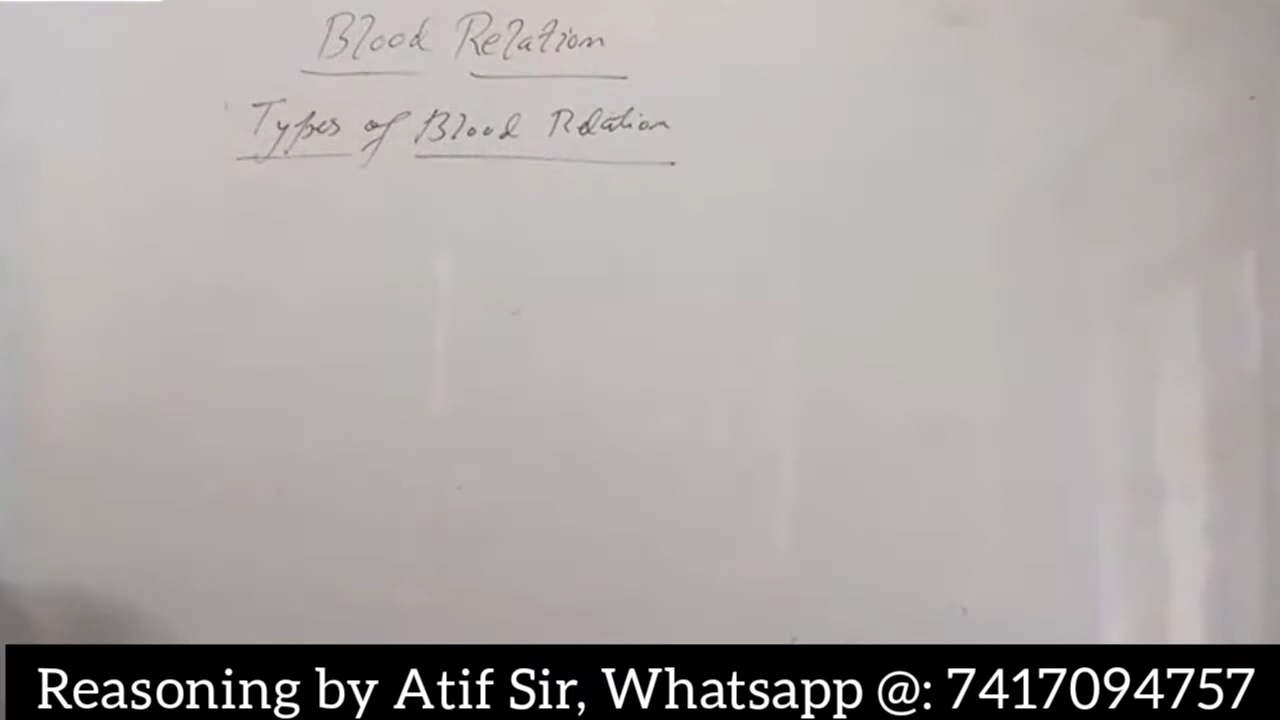 Blood Relation
Types of Blood Relation
Reasoning by Atif Sir, Whatsapp @: 7417094757